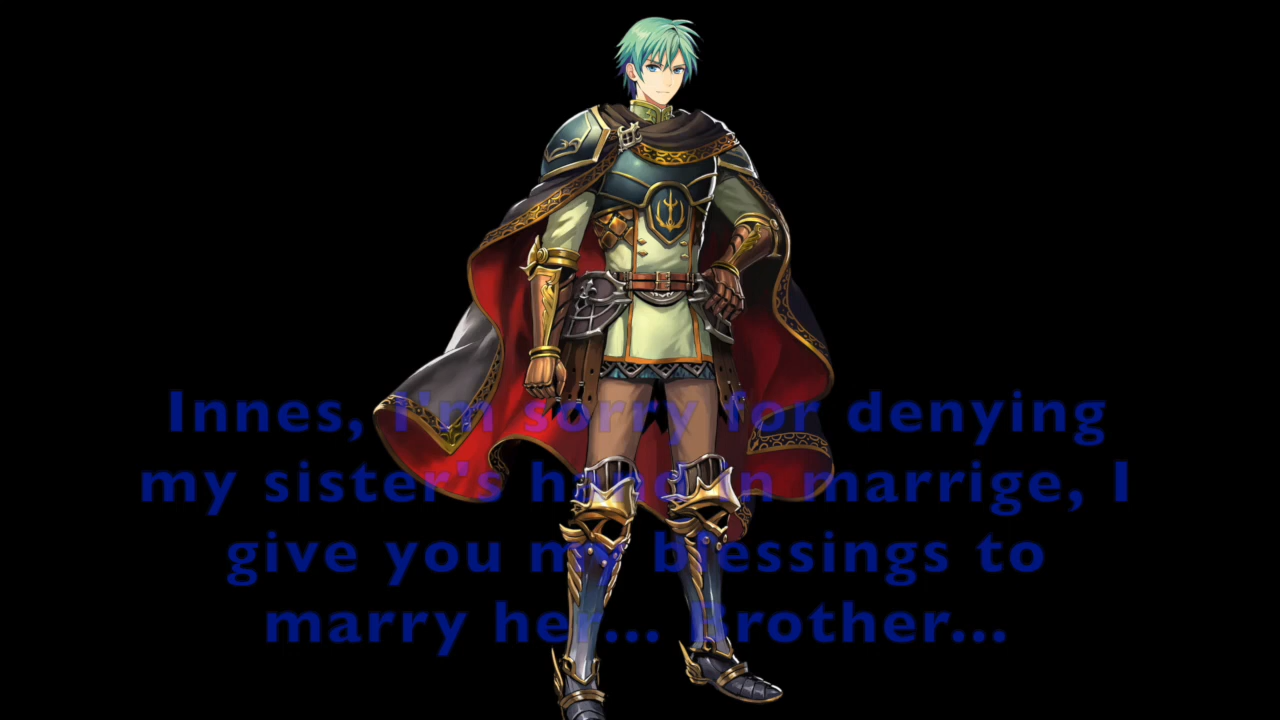 Innes, I'm sorry for denying
my sister's hand in marrige, I
give you my blessings to
marry her... Brother...